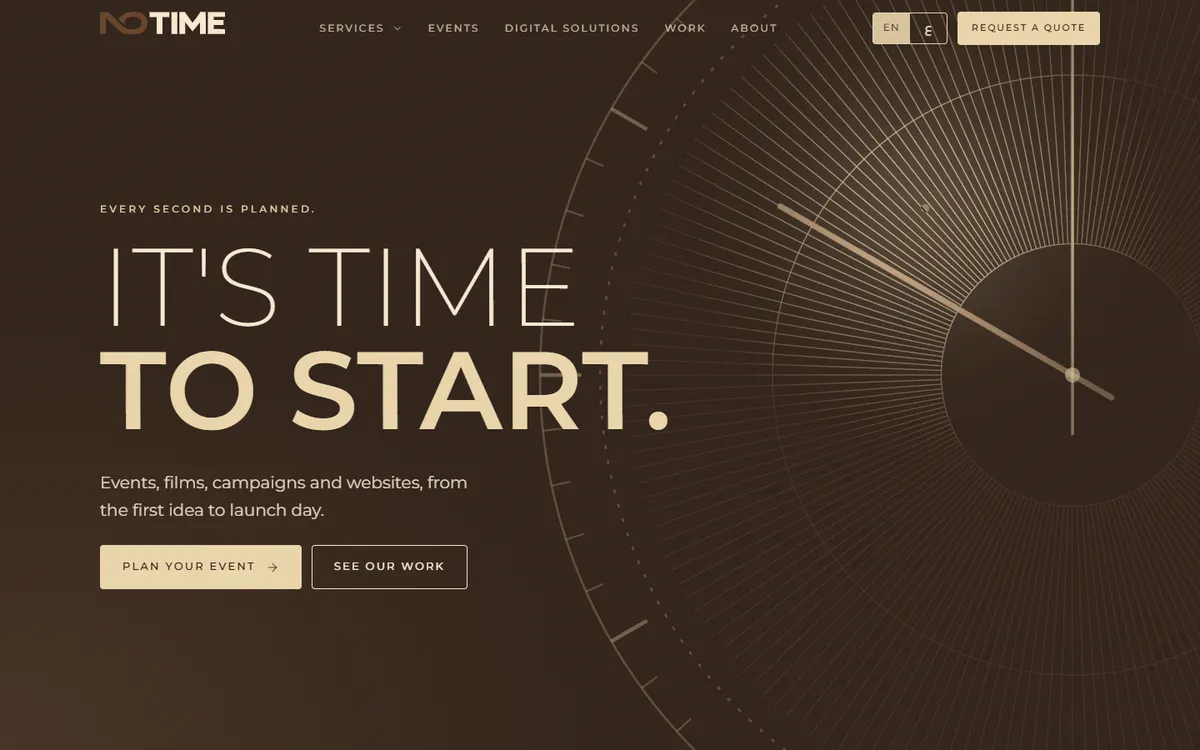 NOTIME
SERVICES EVENTS DIGITAL SOLUTIONS WORK ABOUT
EN ع
REQUEST A QUOTE
EVERY SECOND IS PLANNED.
IT'S TIME
TO START.
Events, films, campaigns and websites, from
the first idea to launch day.
PLAN YOUR EVENT →
SEE OUR WORK